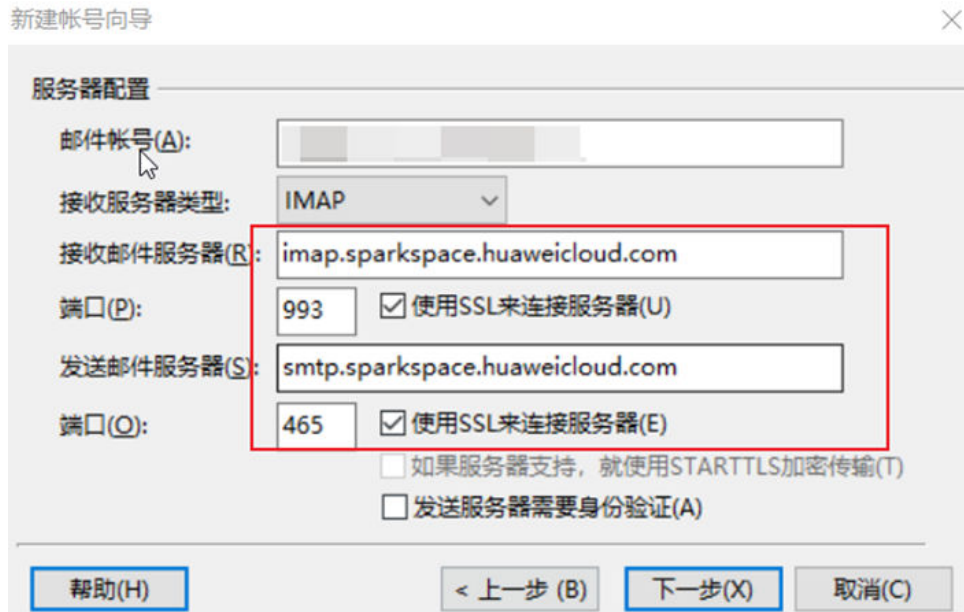 新建帐号向导
服务器配置
邮件帐号(A):
接收服务器类型: IMAP
接收邮件服务器(R): imap.sparkspace.huaweicloud.com
端口(P): 993 使用SSL来连接服务器(U)
发送邮件服务器(S): smtp.sparkspace.huaweicloud.com
端口(O): 465 使用SSL来连接服务器(E)
如果服务器支持，就使用STARTTLS加密传输(T)
发送服务器需要身份验证(A)
帮助(H) < 上一步 (B) 下一步(X) 取消(C)